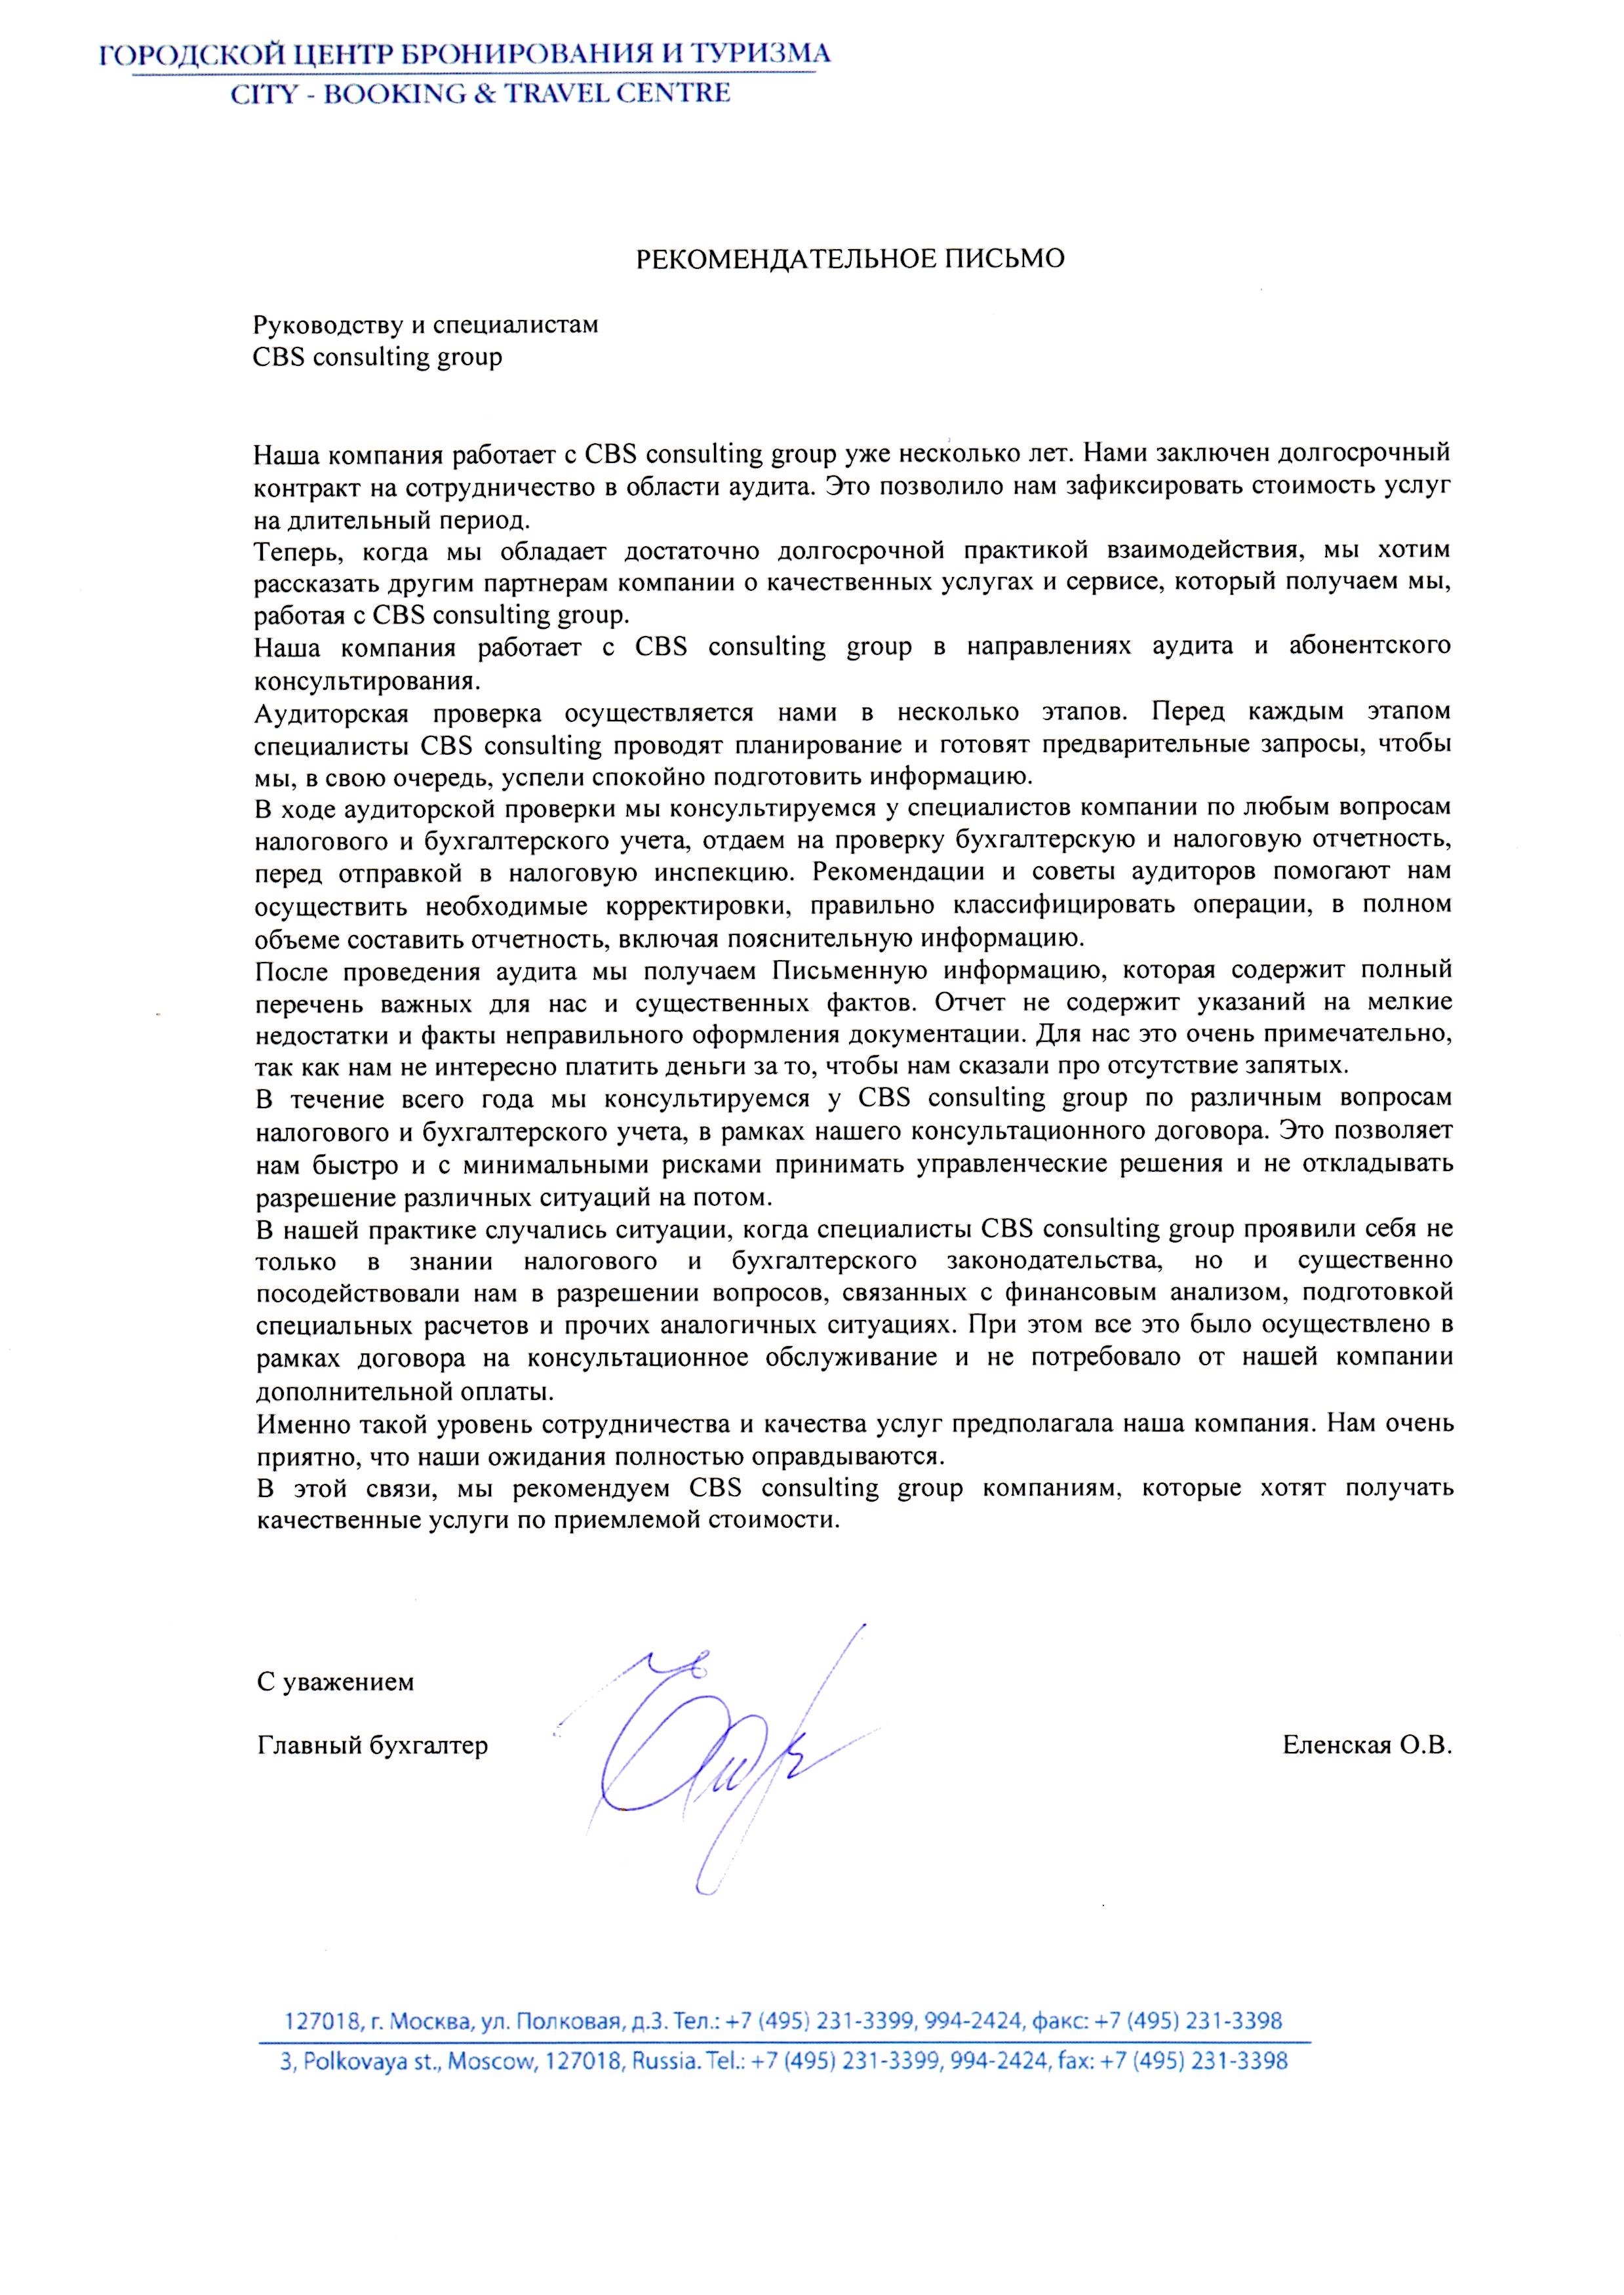 ГОРОДСКОЙ ЦЕНТР БРОНИРОВАНИЯ И ТУРИЗМА
CITY - BOOKING & TRAVEL CENTRE
РЕКОМЕНДАТЕЛЬНОЕ ПИСЬМО
Руководству и специалистам
CBS consulting group
Наша компания работает с CBS consulting group уже несколько лет. Нами заключен долгосрочный
контракт на сотрудничество в области аудита. Это позволило нам зафиксировать стоимость услуг
на длительный период.
Теперь, когда мы обладает достаточно долгосрочной практикой взаимодействия, мы хотим
рассказать другим партнерам компании о качественных услугах и сервисе, который получаем мы,
работая с CBS consulting group.
Наша компания работает с CBS consulting group в направлениях аудита и абонентского
консультирования.
Аудиторская проверка осуществляется нами в несколько этапов. Перед каждым этапом
специалисты CBS consulting проводят планирование и готовят предварительные запросы, чтобы
мы, в свою очередь, успели спокойно подготовить информацию.
В ходе аудиторской проверки мы консультируемся у специалистов компании по любым вопросам
налогового и бухгалтерского учета, отдаем на проверку бухгалтерскую и налоговую отчетность,
перед отправкой в налоговую инспекцию. Рекомендации и советы аудиторов помогают нам
осуществить необходимые корректировки, правильно классифицировать операции, в полном
объеме составить отчетность, включая пояснительную информацию.
После проведения аудита мы получаем Письменную информацию, которая содержит полный
перечень важных для нас и существенных фактов. Отчет не содержит указаний на мелкие
недостатки и факты неправильного оформления документации. Для нас это очень примечательно,
так как нам не интересно платить деньги за то, чтобы нам сказали про отсутствие запятых.
В течение всего года мы консультируемся у CBS consulting group по различным вопросам
налогового и бухгалтерского учета, в рамках нашего консультационного договора. Это позволяет
нам быстро и с минимальными рисками принимать управленческие решения и не откладывать
разрешение различных ситуаций на потом.
В нашей практике случались ситуации, когда специалисты CBS consulting group проявили себя не
только в знании налогового и бухгалтерского законодательства, но и существенно
посодействовали нам в разрешении вопросов, связанных с финансовым анализом, подготовкой
специальных расчетов и прочих аналогичных ситуациях. При этом все это было осуществлено в
рамках договора на консультационное обслуживание и не потребовало от нашей компании
дополнительной оплаты.
Именно такой уровень сотрудничества и качества услуг предполагала наша компания. Нам очень
приятно, что наши ожидания полностью оправдываются.
В этой связи, мы рекомендуем CBS consulting group компаниям, которые хотят получать
качественные услуги по приемлемой стоимости.
С уважением
Главный бухгалтер Еленская О.В.
127018, г. Москва, ул. Полковая, д.3. Тел.: +7 (495) 231-3399, 994-2424, факс: +7 (495) 231-3398
3, Polkovaya st., Moscow, 127018, Russia. Tel.: +7 (495) 231-3399, 994-2424, fax: +7 (495) 231-3398